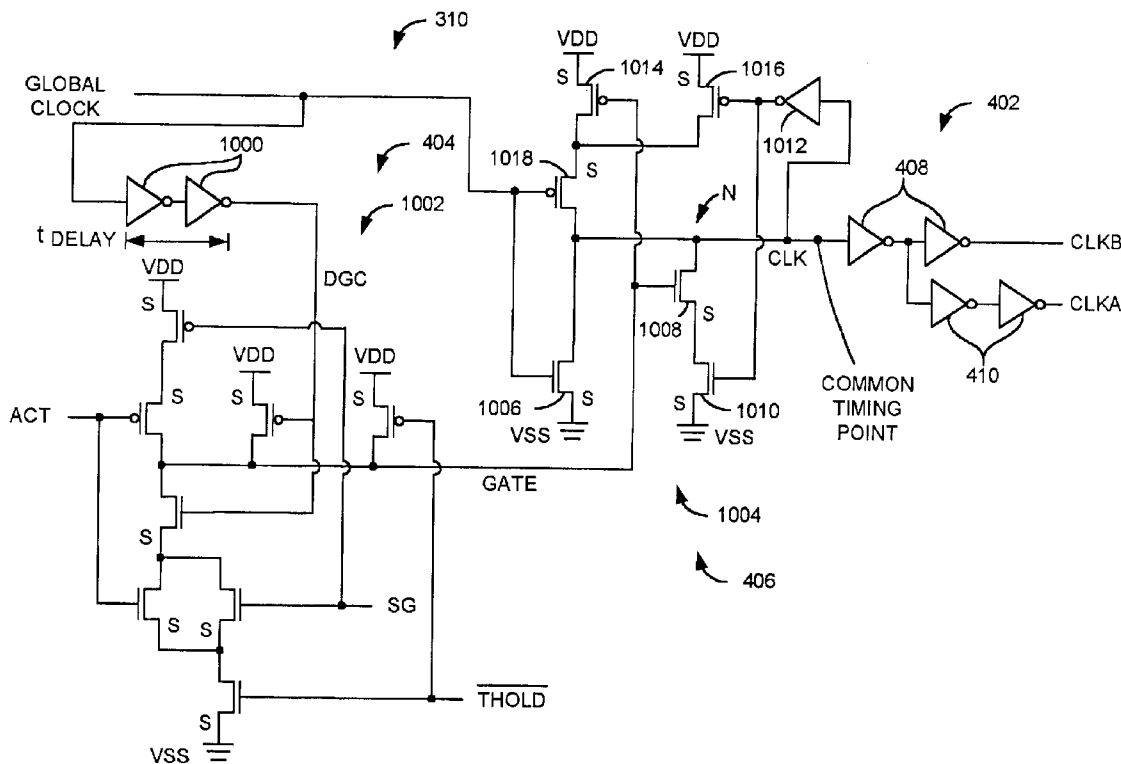 310
VDD
VDD
S
1014
S
1016
GLOBAL
CLOCK
1012
402
1000
404
1018
S
408
1002
N
t DELAY
CLK
CLKB
VDD
DGC
S
1008
S
CLKA
VDD
VDD
410
ACT
S
S
S
1006
S
S
1010
COMMON
TIMING
POINT
VSS
VSS
GATE
S
1004
406
S
S
SG
S
THOLD
VSS